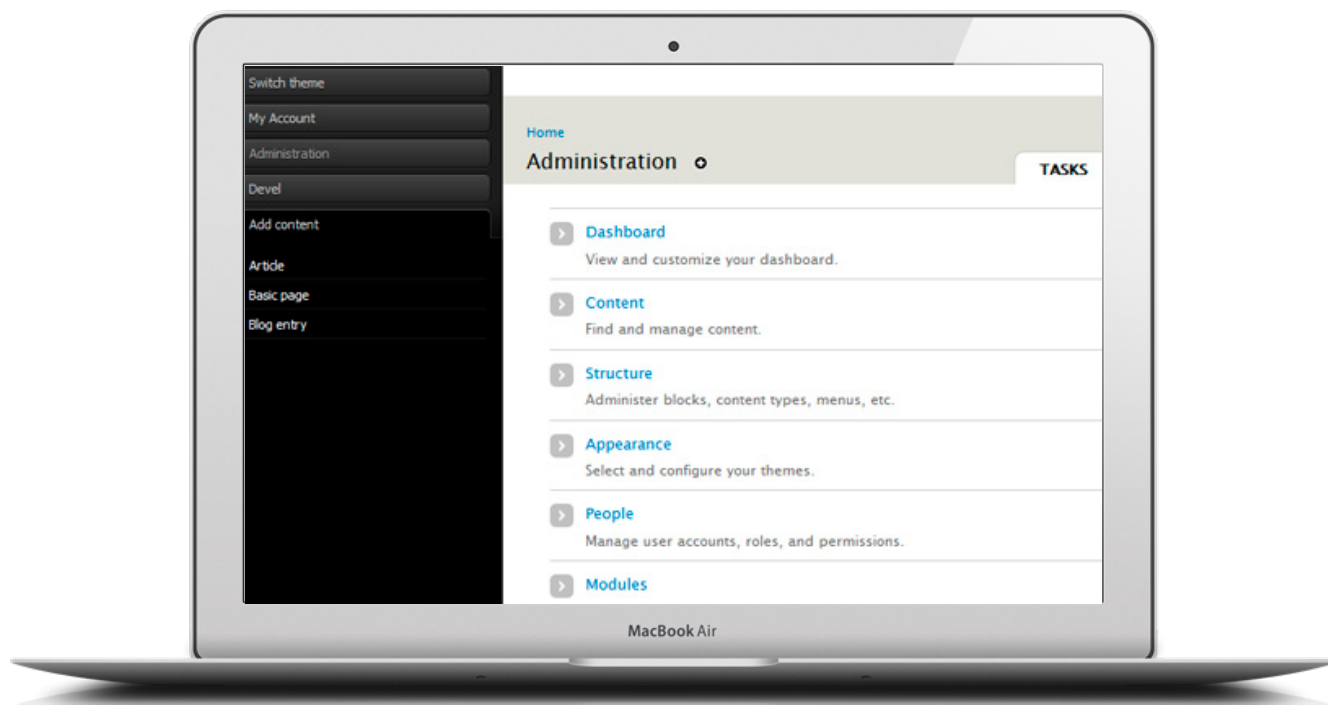 Switch theme
My Account
Administration
Devel
Add content
Article
Basic page
Blog entry
Home
Administration
TASKS
Dashboard
View and customize your dashboard.
Content
Find and manage content.
Structure
Administer blocks, content types, menus, etc.
Appearance
Select and configure your themes.
People
Manage user accounts, roles, and permissions.
Modules
MacBook Air